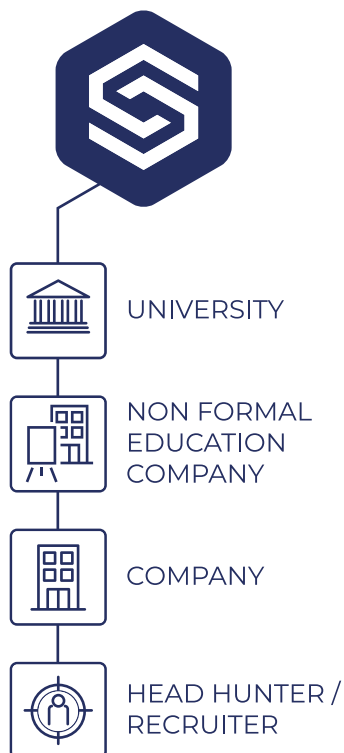 UNIVERSITY
NON FORMAL
EDUCATION
COMPANY
COMPANY
HEAD HUNTER /
RECRUITER